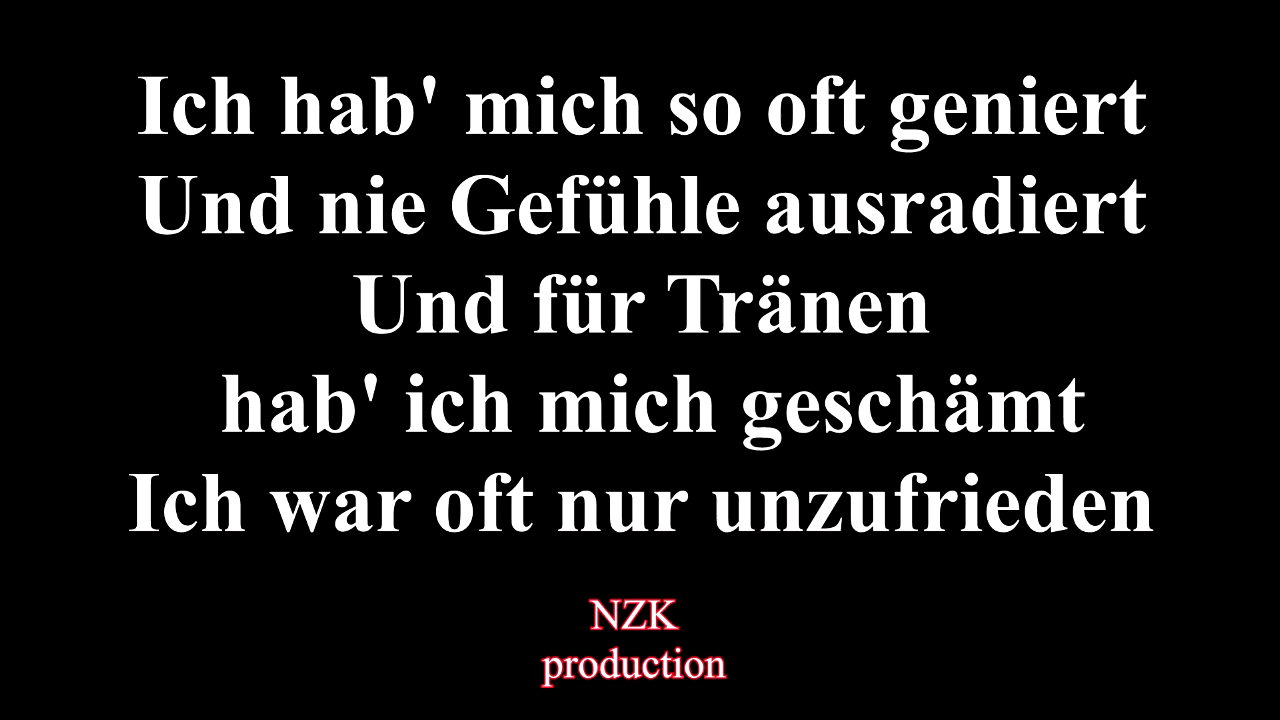 Ich hab' mich so oft geniert
Und nie Gefühle ausradiert
Und für Tränen
hab' ich mich geschämt
Ich war oft nur unzufrieden
NZK
production